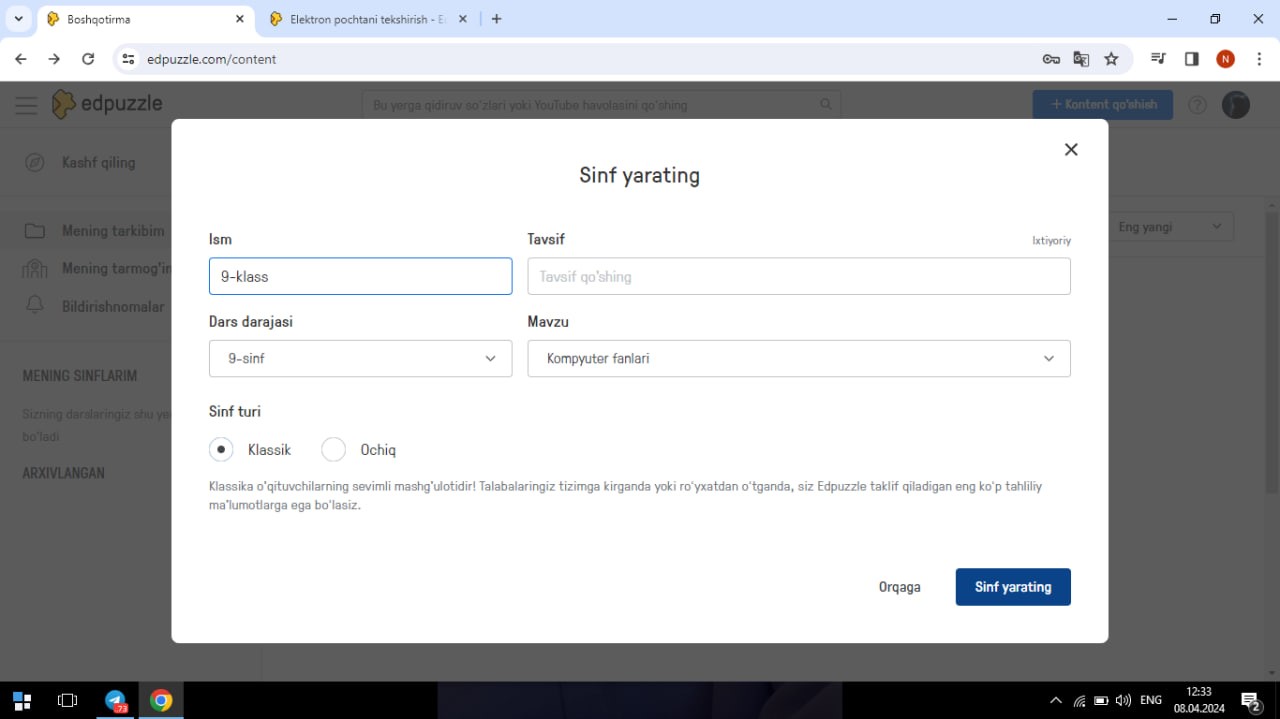 Boshqotirma
Elektron pochtani tekshirish - E
edpuzzle.com/content
N
edpuzzle
Bu yerga qidiruv so'zlari yoki YouTube havolasini qo'shing
+ Kontent qo'shish
?
Kashf qiling
Mening tarkibim
Mening tarmog'im
Bildirishnomalar
MENING SINFLARIM
Sizning darslaringiz shu ye
bo'ladi
ARXIVLANGAN
Eng yangi
Sinf yarating
Ism
Tavsif
Ixtiyoriy
9-klass
Tavsif qo'shing
Dars darajasi
Mavzu
9-sinf
Kompyuter fanlari
Sinf turi
Klassik
Ochiq
Klassika o'qituvchilarning sevimli mashg'ulotidir! Talabalaringiz tizimga kirganda yoki ro'yxatdan o'tganda, siz Edpuzzle taklif qiladigan eng ko'p tahliliy
ma'lumotlarga ega bo'lasiz.
Orqaga
Sinf yarating
73
ENG
12:33
08.04.2024
2